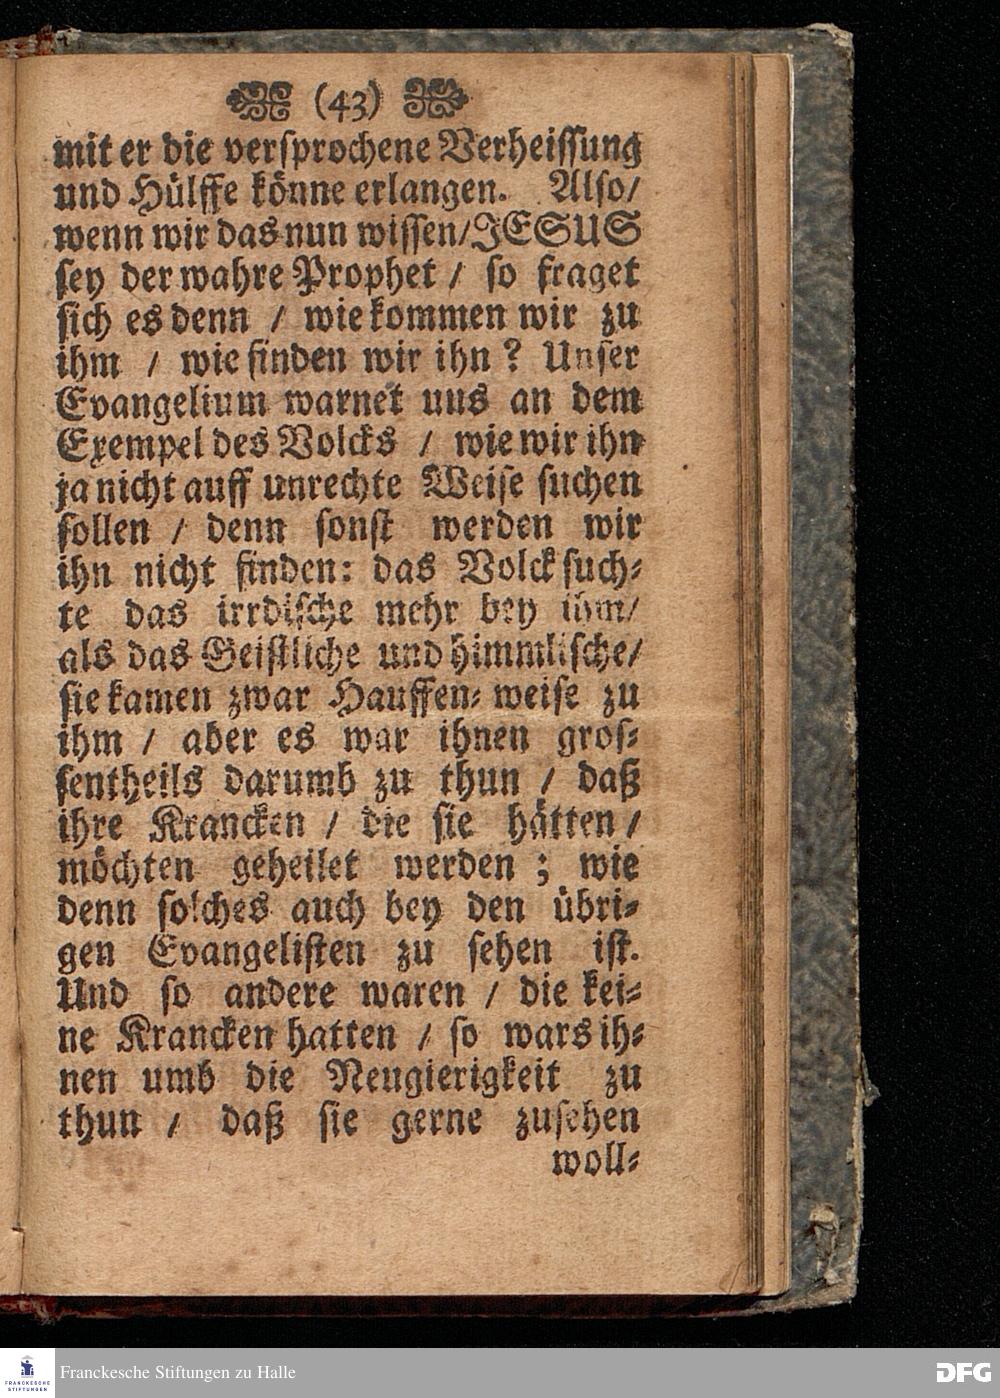 (43)
mit er die verſprochene Verheiſſung
und Hülffe könne erlangen. Alſo/
wenn wir das nun wiſſen/ JESUS
ſey der wahre Prophet / ſo fraget
ſich es denn / wie kommen wir zu
ihm / wie finden wir ihn? Unſer
Evangelium warnet uns an dem
Exempel des Volcks / wie wir ihn
ja nicht auff unrechte Weiſe ſuchen
ſollen / denn ſonſt werden wir
ihn nicht finden: das Volck ſuch⸗
te das irrdiſche mehr bey ihm/
als das Geiſtliche und himmliſche/
ſie kamen zwar Hauffen⸗weiſe zu
ihm / aber es war ihnen groſ⸗
ſentheils darumb zu thun / daß
ihre Krancken / die ſie hätten/
möchten geheilet werden; wie
denn ſolches auch bey den übri⸗
gen Evangeliſten zu ſehen iſt.
Und ſo andere waren / die kei⸗
ne Krancken hatten / ſo wars ih⸗
nen umb die Neugierigkeit zu
thun / daß ſie gerne zuſehen
woll⸗
FRANCKESCHE STIFTUNGEN
Franckesche Stiftungen zu Halle
DFG